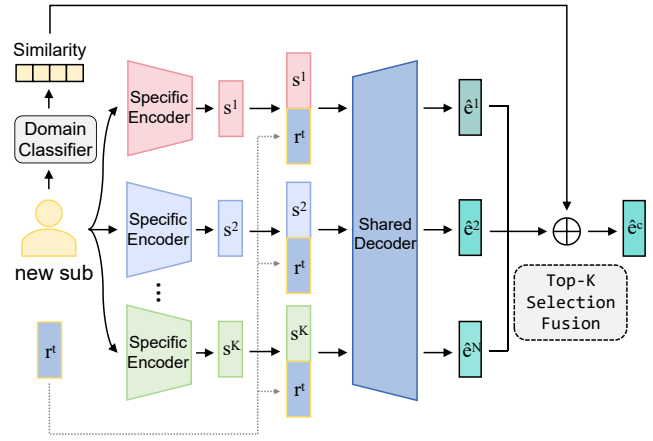 Similarity
Domain
Classifier
new sub
rᵗ
Specific
Encoder
s¹
s¹
rᵗ
Specific
Encoder
s²
s²
rᵗ
Specific
Encoder
sᴷ
sᴷ
rᵗ
Shared
Decoder
ê¹
ê²
êᴺ
êᶜ
Top-K
Selection
Fusion